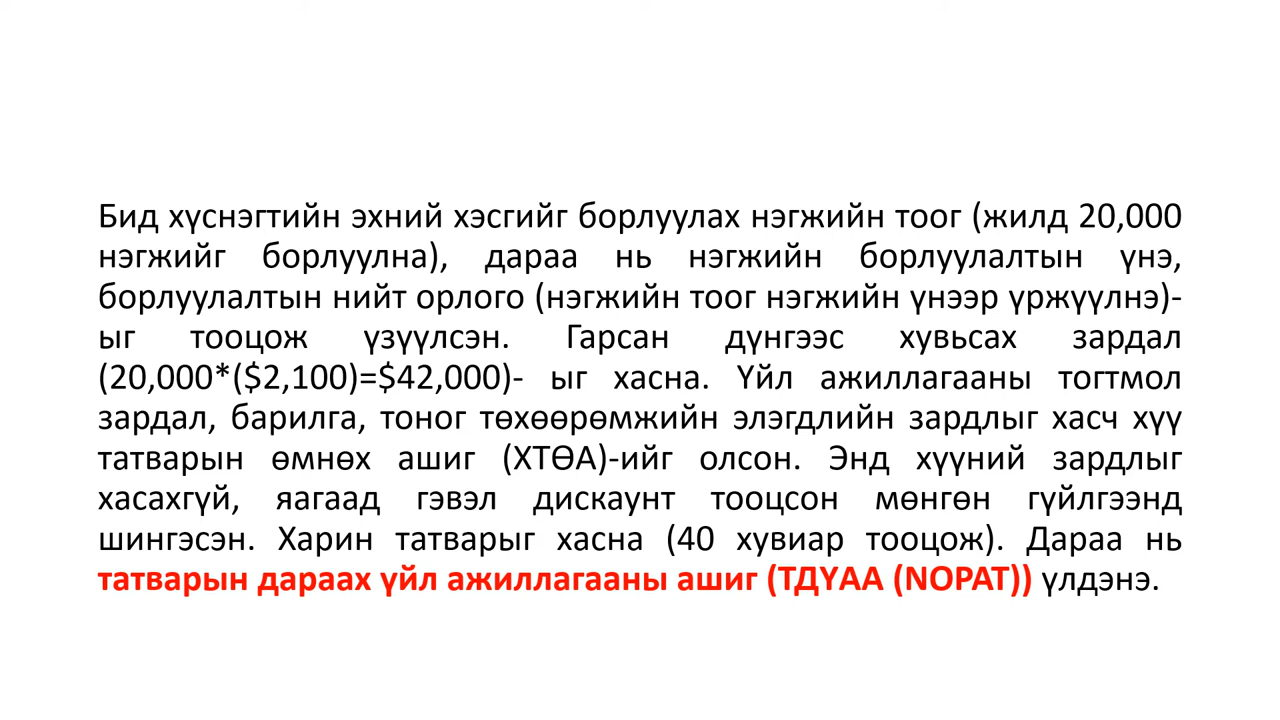 Бид хүснэгтийн эхний хэсгийг борлуулах нэгжийн тоог (жилд 20,000
нэгжийг борлуулна), дараа нь нэгжийн борлуулалтын үнэ,
борлуулалтын нийт орлого (нэгжийн тоог нэгжийн үнээр үржүүлнэ)-
ыг тооцож үзүүлсэн. Гарсан дүнгээс хувьсах зардал
(20,000*($2,100)=$42,000)- ыг хасна. Үйл ажиллагааны тогтмол
зардал, барилга, тоног төхөөрөмжийн элэгдлийн зардлыг хасч хүү
татварын өмнөх ашиг (ХТӨА)-ийг олсон. Энд хүүний зардлыг
хасахгүй, яагаад гэвэл дискаунт тооцсон мөнгөн гүйлгээнд
шингэсэн. Харин татварыг хасна (40 хувиар тооцож). Дараа нь
татварын дараах үйл ажиллагааны ашиг (ТДҮАА (NOPAT)) үлдэнэ.